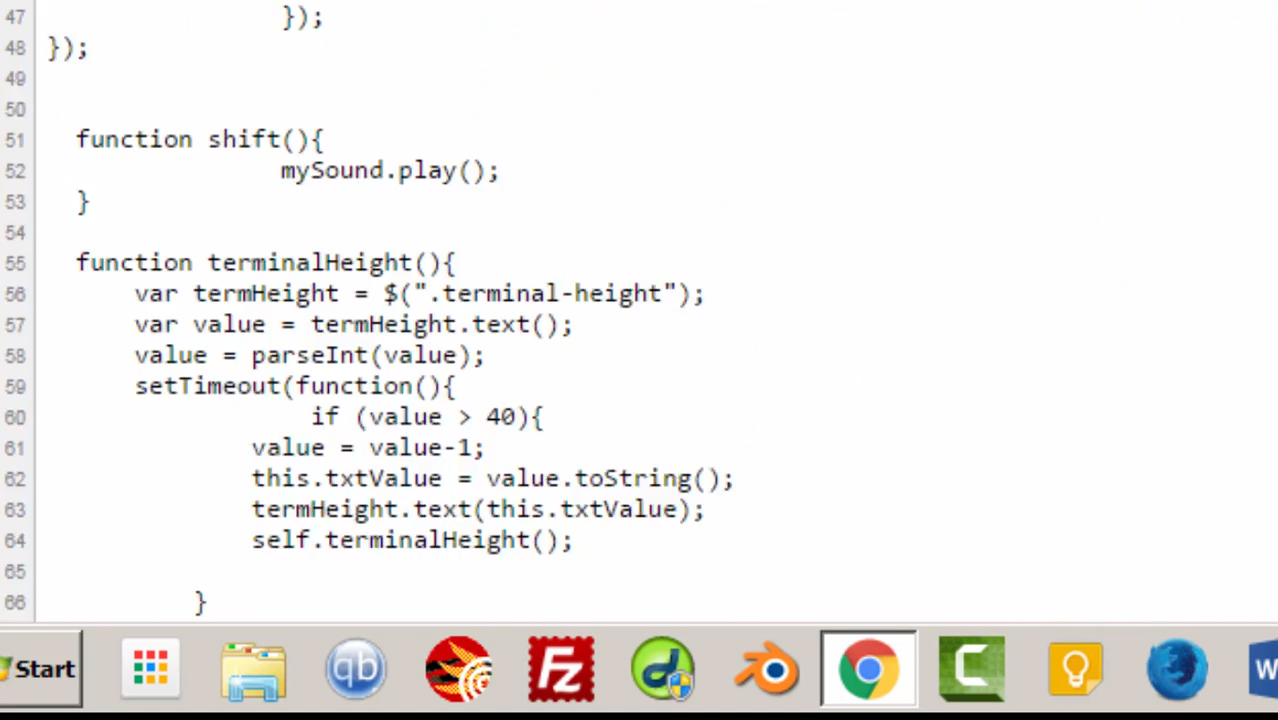 47 });
48 });
49
50
51 function shift(){
52 mySound.play();
53 }
54
55 function terminalHeight(){
56 var termHeight = $(".terminal-height");
57 var value = termHeight.text();
58 value = parseInt(value);
59 setTimeout(function(){
60 if (value > 40){
61 value = value-1;
62 this.txtValue = value.toString();
63 termHeight.text(this.txtValue);
64 self.terminalHeight();
65
66 }
Start qb Fz d C W